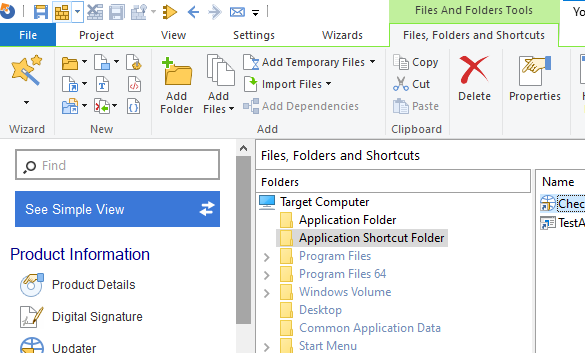 Files And Folders Tools
Yo
File Project View Settings Wizards Files, Folders and Shortcuts
Add Temporary Files
Import Files
Add Dependencies
Add Folder
Add Files
Copy
Cut
Paste
Delete
Properties
Wizard New Add Clipboard
Find
See Simple View
Product Information
Product Details
Digital Signature
Updater
Files, Folders and Shortcuts
Folders
Target Computer
Application Folder
Application Shortcut Folder
Program Files
Program Files 64
Windows Volume
Desktop
Common Application Data
Start Menu
Name
Chec
TestA